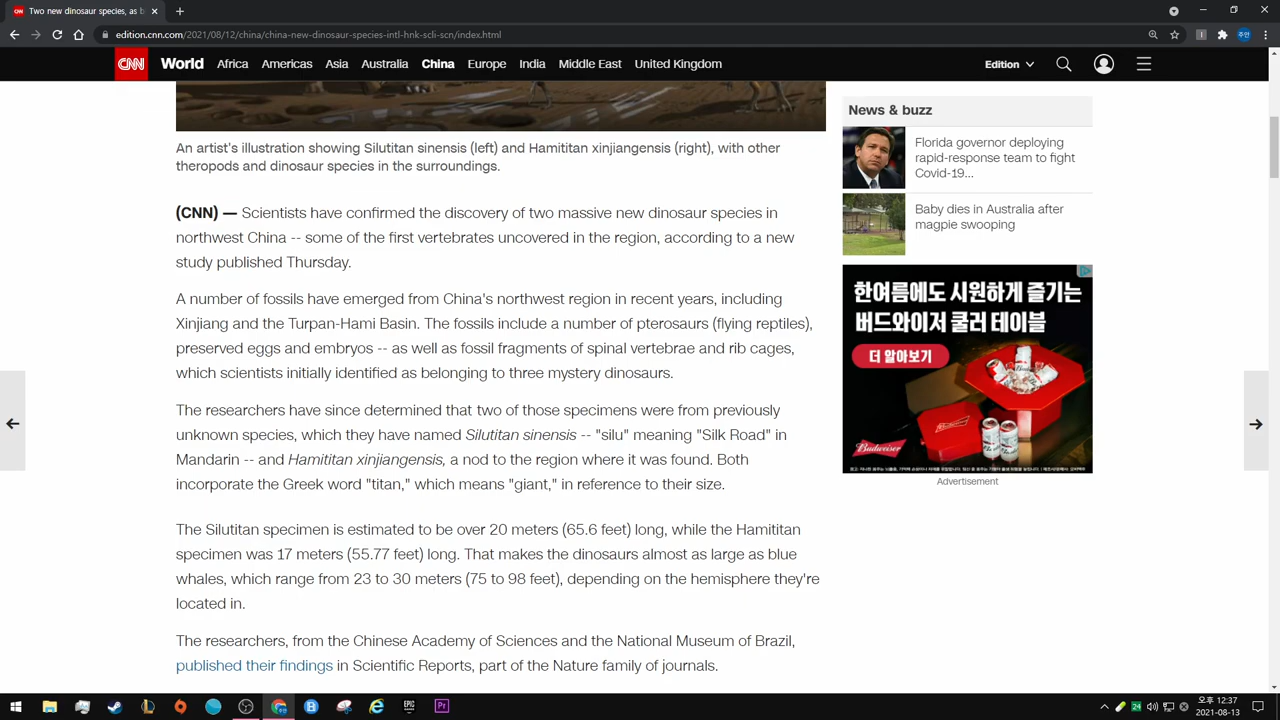 Two new dinosaur species, as b
edition.cnn.com/2021/08/12/china/china-new-dinosaur-species-intl-hnk-scli-scn/index.html
CNN World Africa Americas Asia Australia China Europe India Middle East United Kingdom Edition
An artist's illustration showing Silutitan sinensis (left) and Hamititan xinjiangensis (right), with other
theropods and dinosaur species in the surroundings.
(CNN) — Scientists have confirmed the discovery of two massive new dinosaur species in
northwest China -- some of the first vertebrates uncovered in the region, according to a new
study published Thursday.
A number of fossils have emerged from China's northwest region in recent years, including
Xinjiang and the Turpan-Hami Basin. The fossils include a number of pterosaurs (flying reptiles),
preserved eggs and embryos -- as well as fossil fragments of spinal vertebrae and rib cages,
which scientists initially identified as belonging to three mystery dinosaurs.
The researchers have since determined that two of those specimens were from previously
unknown species, which they have named Silutitan sinensis -- "silu" meaning "Silk Road" in
Mandarin -- and Hamititan xinjiangensis, a nod to the region where it was found. Both
incorporate the Greek word "titan," which means "giant," in reference to their size.
The Silutitan specimen is estimated to be over 20 meters (65.6 feet) long, while the Hamititan
specimen was 17 meters (55.77 feet) long. That makes the dinosaurs almost as large as blue
whales, which range from 23 to 30 meters (75 to 98 feet), depending on the hemisphere they're
located in.
The researchers, from the Chinese Academy of Sciences and the National Museum of Brazil,
published their findings in Scientific Reports, part of the Nature family of journals.
News & buzz
Florida governor deploying
rapid-response team to fight
Covid-19...
Baby dies in Australia after
magpie swooping
한여름에도 시원하게 즐기는
버드와이저 쿨러 테이블
더 알아보기
Budweiser
Advertisement
EPIC
Pr
24
오후 12:37
2021-08-13